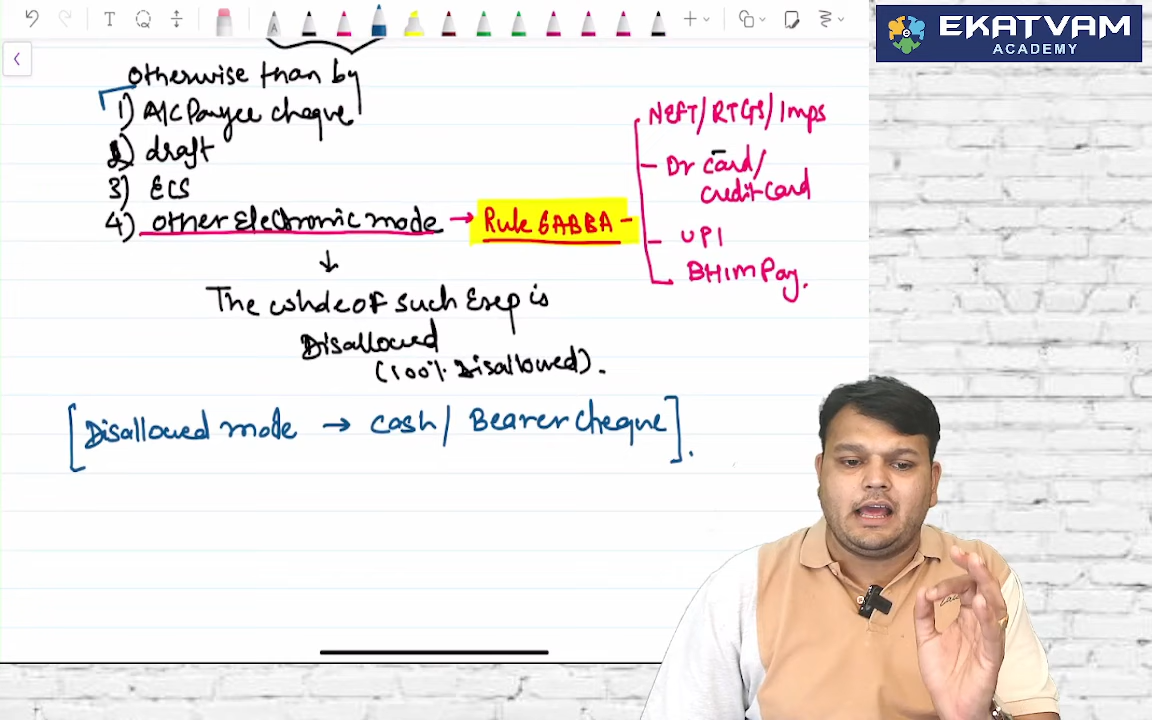 EKATVAM
ACADEMY
otherwise than by
1) A/C Payee cheque
2) draft
3) ECS
4) other Electronic mode → Rule 6ABBA
NEFT/RTGS/Imps
Dr card/
credit card
UPI
BHIM Pay.
The whole of such Exep is
Disallowed
(100% Disallowed).
[Disallowed mode → cash/ Bearer cheque].